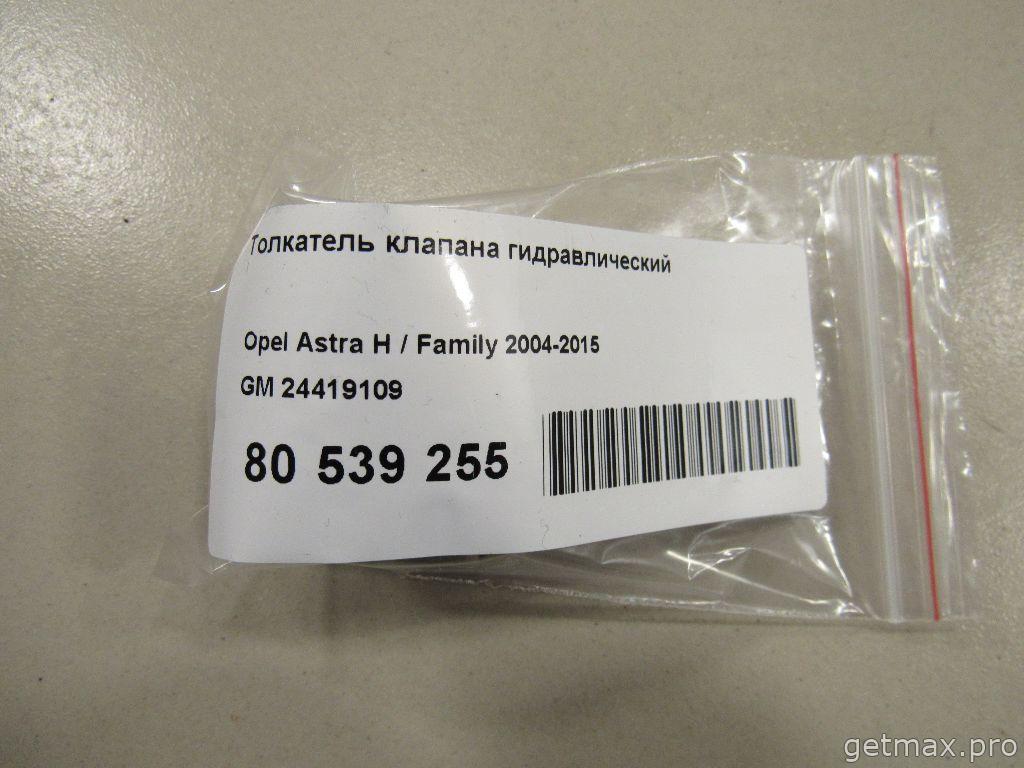 Толкатель клапана гидравлический
Opel Astra H / Family 2004-2015
GM 24419109
80 539 255
getmax.pro